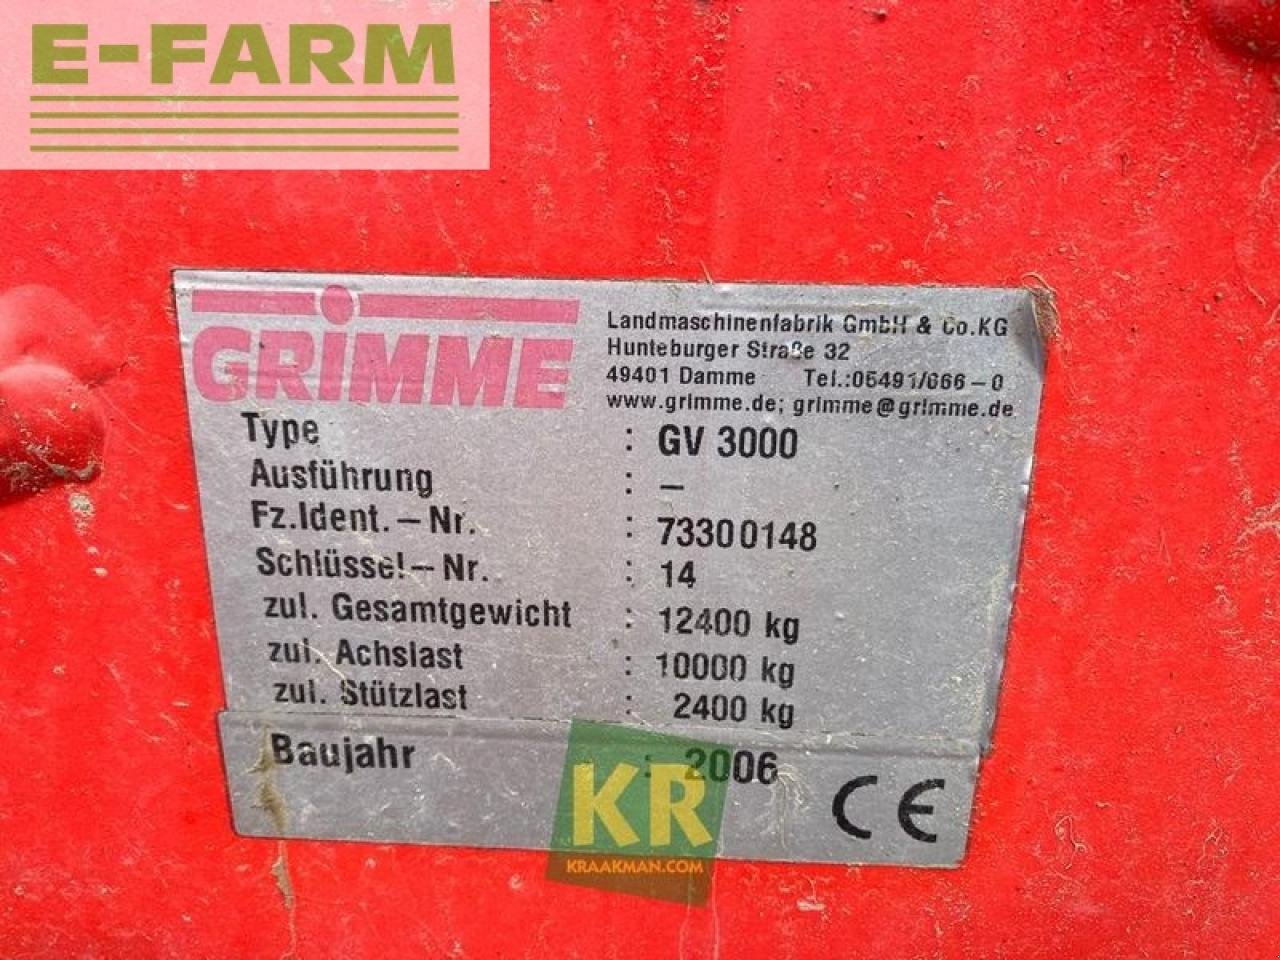 E-FARM
GRIMME
Landmaschinenfabrik GmbH & Co.KG
Hunteburger Straße 32
49401 Damme Tel.:05491/666-0
www.grimme.de; grimme@grimme.de
Type : GV 3000
Ausführung : –
Fz.Ident.-Nr. : 73300148
Schlüssel-Nr. : 14
zul. Gesamtgewicht : 12400 kg
zul. Achslast : 10000 kg
zul. Stützlast : 2400 kg
Baujahr : 2006
CE
KR
KRAAKMAN.COM